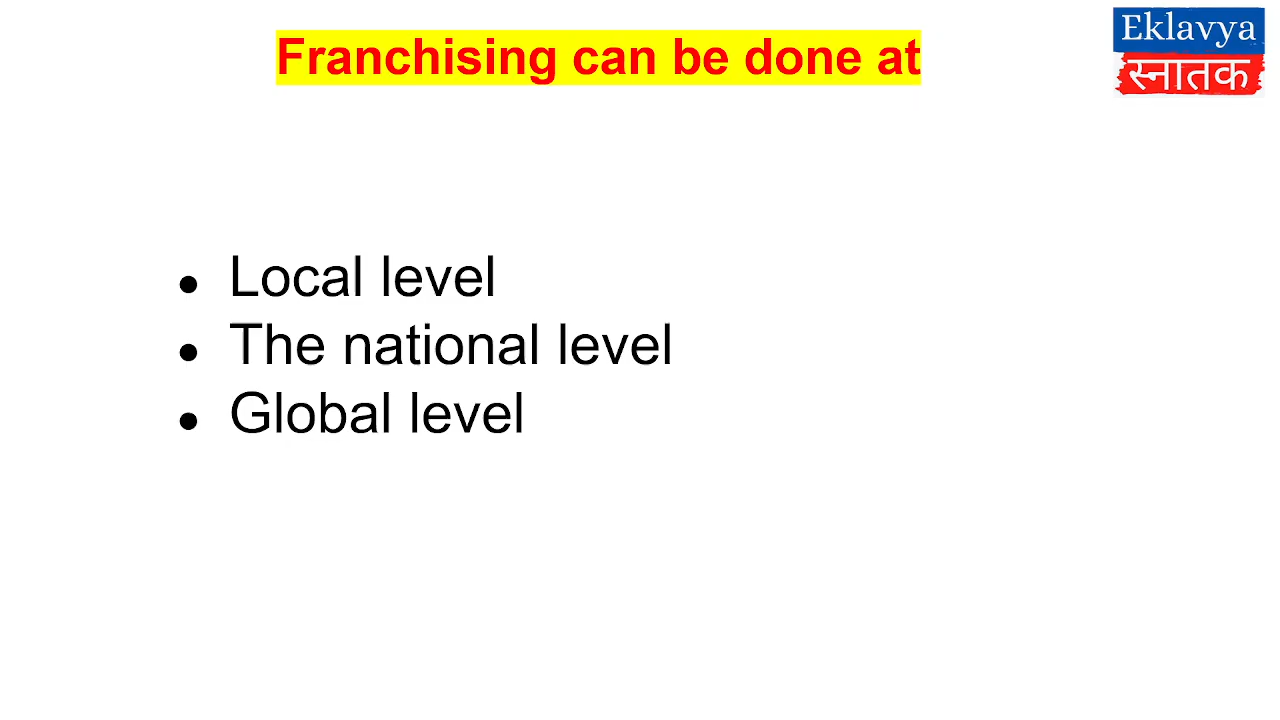 Franchising can be done at
Eklavya
स्नातक
● Local level
● The national level
● Global level